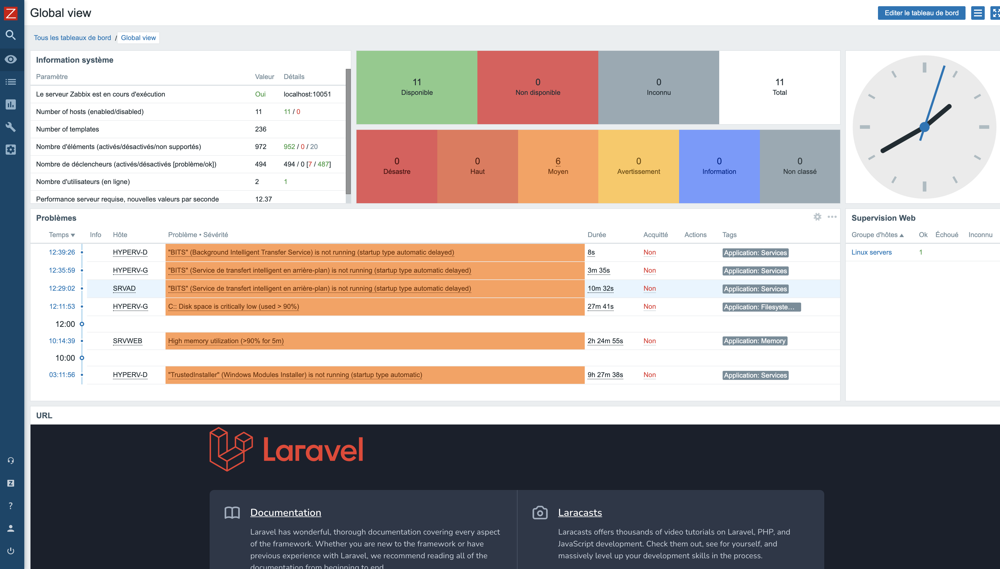 Z
Global view
Editer le tableau de bord
Tous les tableaux de bord / Global view
Information système
Paramètre Valeur Détails
Le serveur Zabbix est en cours d'exécution Oui localhost:10051
Number of hosts (enabled/disabled) 11 11 / 0
Number of templates 236
Nombre d'éléments (activés/désactivés/non supportés) 972 952 / 0 / 20
Nombre de déclencheurs (activés/désactivés [problème/ok]) 494 494 / 0 [7 / 487]
Nombre d'utilisateurs (en ligne) 2 1
Performance serveur requise, nouvelles valeurs par seconde 12.37
11 0 0 11
Disponible Non disponible Inconnu Total
0 0 6 0 0 0
Désastre Haut Moyen Avertissement Information Non classé
Problèmes
Temps Info Hôte Problème • Sévérité Durée Acquitté Actions Tags
12:39:26 HYPERV-D "BITS" (Background Intelligent Transfer Service) is not running (startup type automatic delayed) 8s Non Application: Services
12:35:59 HYPERV-G "BITS" (Service de transfert intelligent en arrière-plan) is not running (startup type automatic delayed) 3m 35s Non Application: Services
12:29:02 SRVAD "BITS" (Service de transfert intelligent en arrière-plan) is not running (startup type automatic delayed) 10m 32s Non Application: Services
12:11:53 HYPERV-G C:: Disk space is critically low (used > 90%) 27m 41s Non Application: Filesyste...
12:00
10:14:39 SRVWEB High memory utilization (>90% for 5m) 2h 24m 55s Non Application: Memory
10:00
03:11:56 HYPERV-D "TrustedInstaller" (Windows Modules Installer) is not running (startup type automatic) 9h 27m 38s Non Application: Services
Supervision Web
Groupe d'hôtes Ok Échoué Inconnu
Linux servers 1
URL
Laravel
Documentation
Laravel has wonderful, thorough documentation covering every aspect
of the framework. Whether you are new to the framework or have
previous experience with Laravel, we recommend reading all of the
documentation from beginning to end.
Laracasts
Laracasts offers thousands of video tutorials on Laravel, PHP, and
JavaScript development. Check them out, see for yourself, and
massively level up your development skills in the process.
Z
?